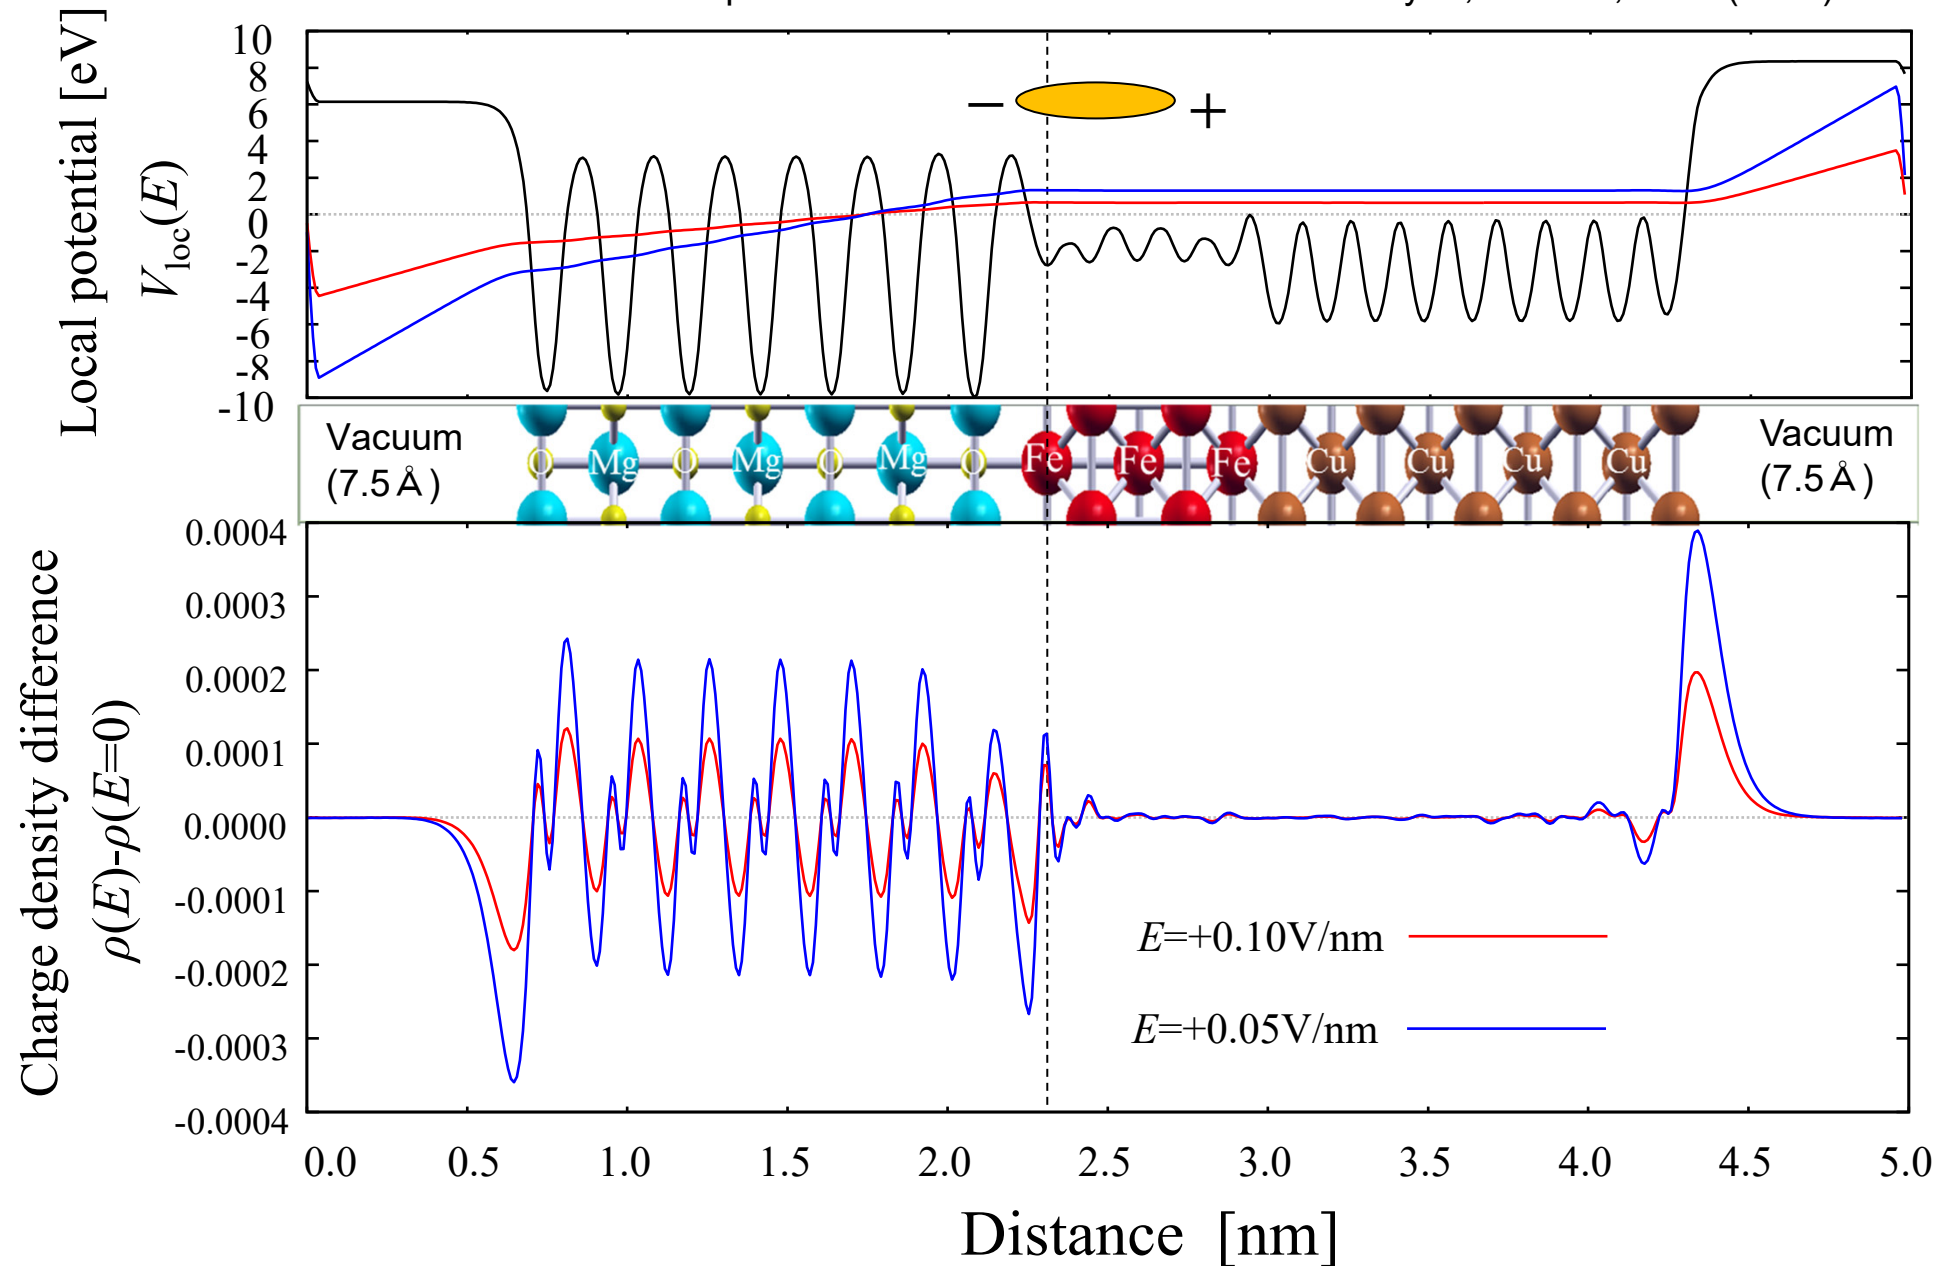 Local potential [eV]
Vloc(E)
10
8
6
4
2
0
-2
-4
-6
-8
-10
− +
Vacuum
(7.5Å)
O Mg O Mg O Mg O Fe Fe Fe Cu Cu Cu Cu
Vacuum
(7.5Å)
Charge density difference
ρ(E)-ρ(E=0)
0.0004
0.0003
0.0002
0.0001
0.0000
-0.0001
-0.0002
-0.0003
-0.0004
E=+0.10V/nm
E=+0.05V/nm
0.0 0.5 1.0 1.5 2.0 2.5 3.0 3.5 4.0 4.5 5.0
Distance [nm]